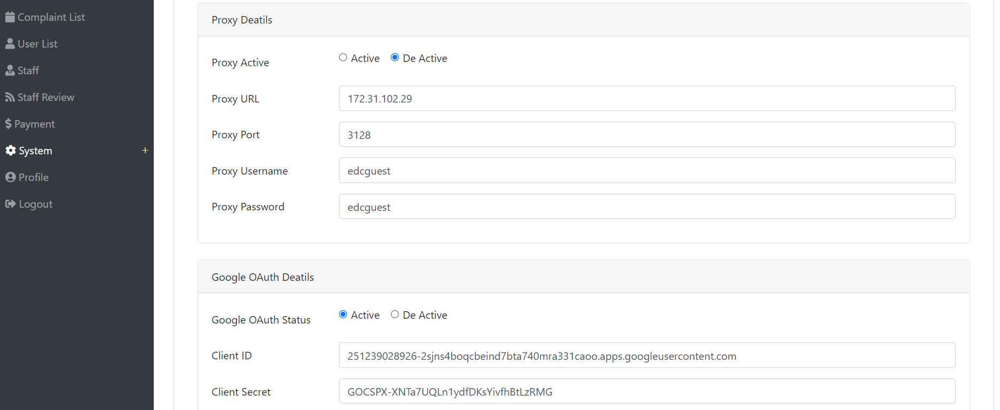 Complaint List
User List
Staff
Staff Review
Payment
System +
Profile
Logout
Proxy Deatils
Proxy Active Active De Active
Proxy URL 172.31.102.29
Proxy Port 3128
Proxy Username edcguest
Proxy Password edcguest
Google OAuth Deatils
Google OAuth Status Active De Active
Client ID 251239028926-2sjns4boqcbeind7bta740mra331caoo.apps.googleusercontent.com
Client Secret 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